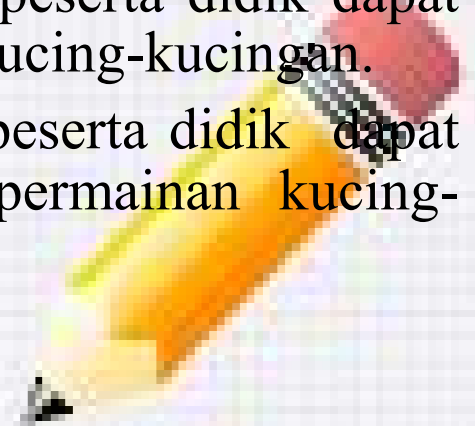 peserta didik dapat
ucing-kucingan.
peserta didik dapat
permainan kucing-